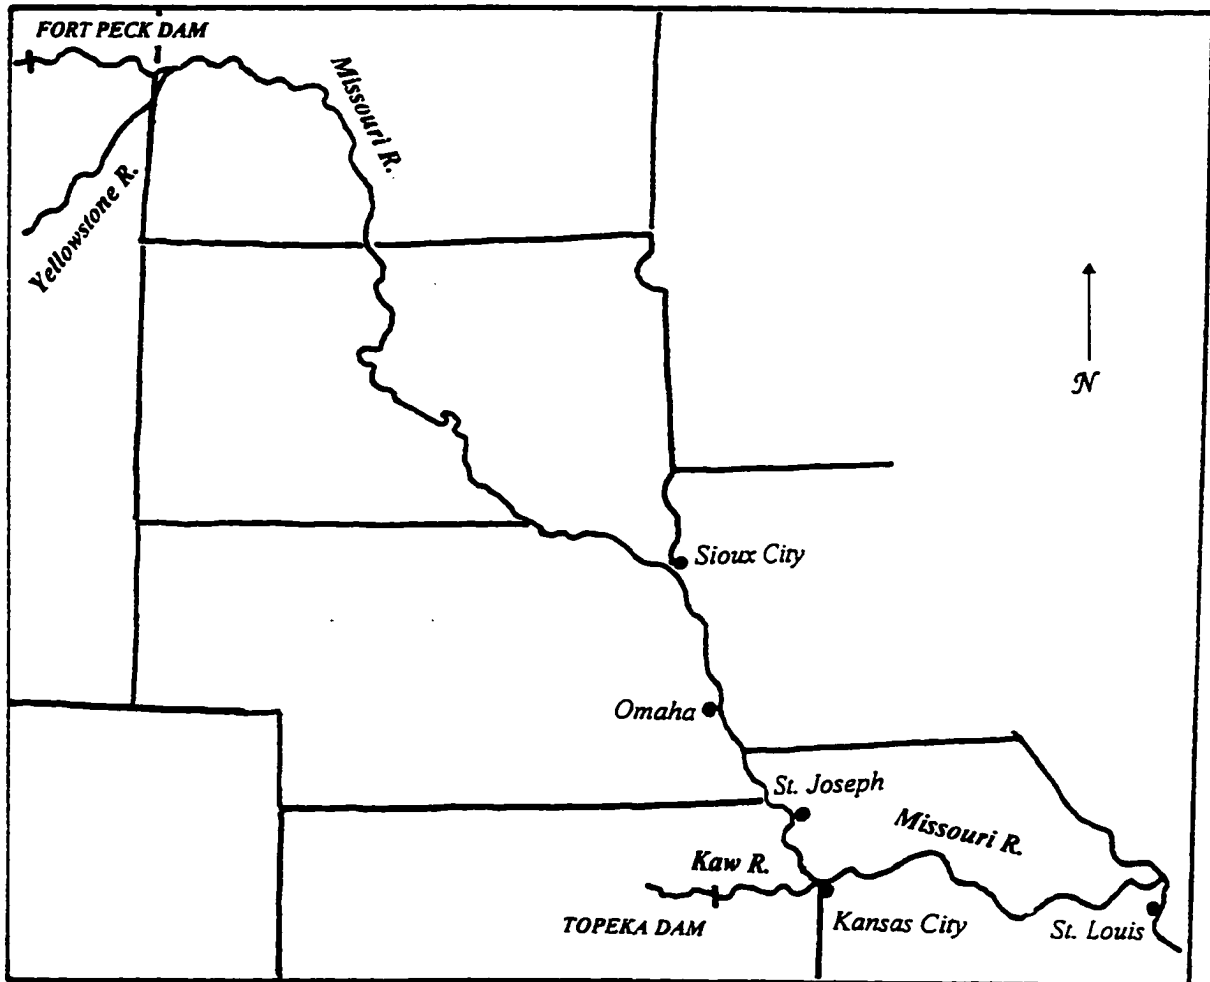 FORT PECK DAM
Missouri R.
Yellowstone R.
N
Sioux City
Omaha
St. Joseph
Missouri R.
Kaw R.
TOPEKA DAM
Kansas City
St. Louis